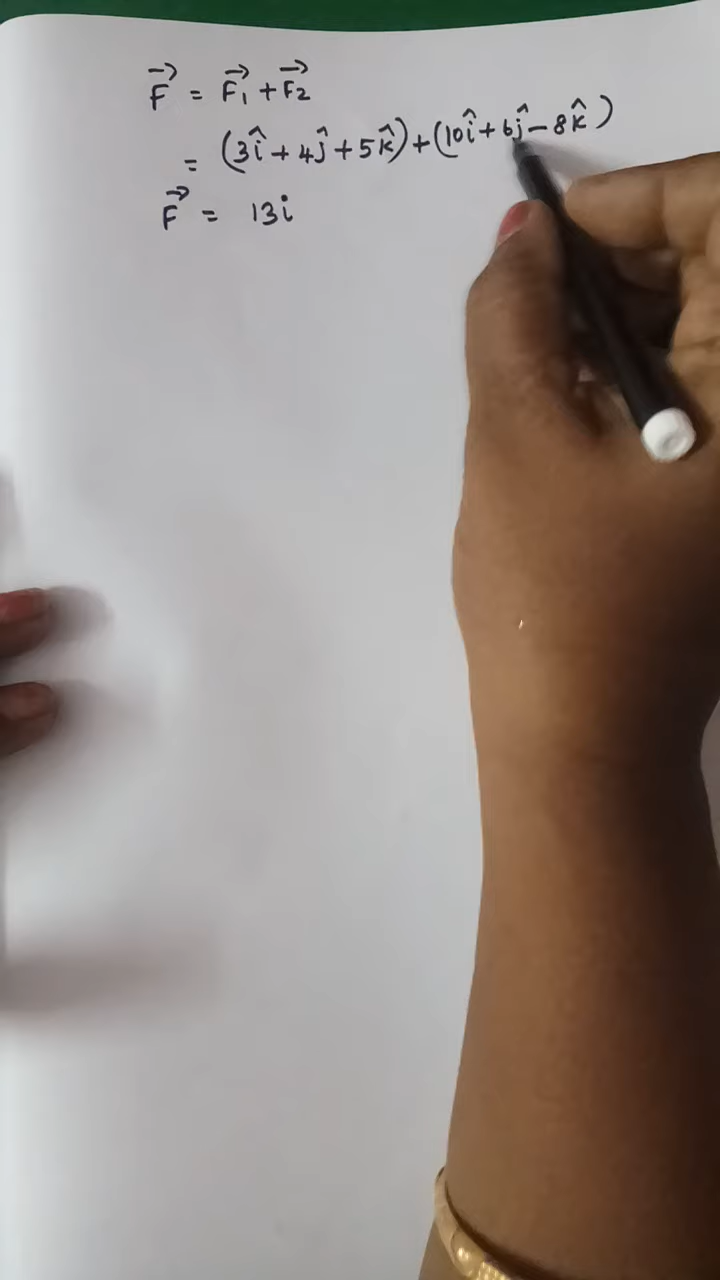 F⃗ = F⃗₁ + F⃗₂
= (3î + 4ĵ + 5k̂) + (10î + 6ĵ − 8k̂)
F⃗ = 13i